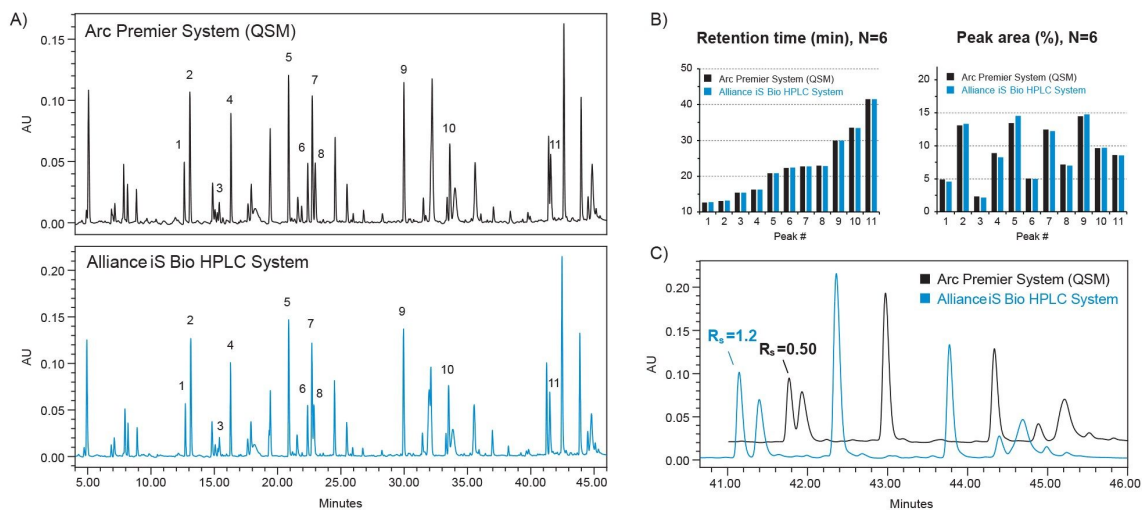 A)
Arc Premier System (QSM)
0.15
0.10
0.05
0.00
AU
1
2
3
4
5
6
7
8
9
10
11
Alliance iS Bio HPLC System
0.20
0.15
0.10
0.05
0.00
AU
1
2
3
4
5
6
7
8
9
10
11
5.00 10.00 15.00 20.00 25.00 30.00 35.00 40.00 45.00
Minutes
B)
Retention time (min), N=6
50
40
30
20
10
Arc Premier System (QSM)
Alliance iS Bio HPLC System
1 2 3 4 5 6 7 8 9 10 11
Peak #
Peak area (%), N=6
20
15
10
5
0
Arc Premier System (QSM)
Alliance iS Bio HPLC System
1 2 3 4 5 6 7 8 9 10 11
Peak #
C)
Arc Premier System (QSM)
Alliance iS Bio HPLC System
Rs=1.2
Rs=0.50
0.20
0.15
0.10
0.05
0.00
AU
41.00 42.00 43.00 44.00 45.00 46.00
Minutes